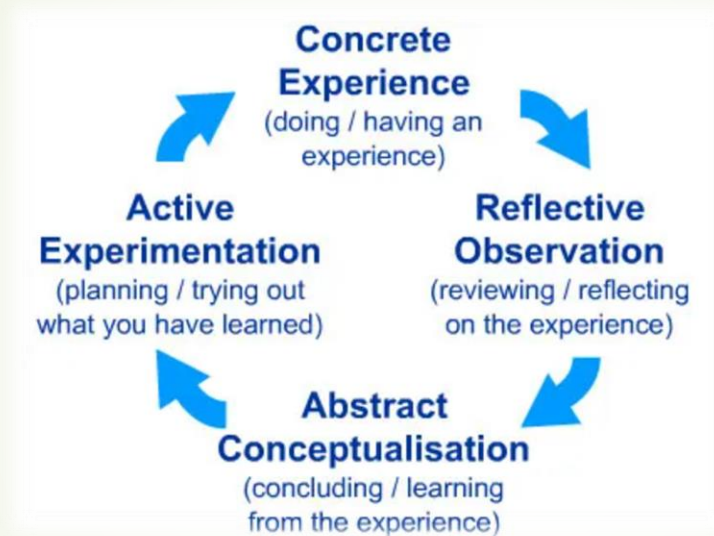 Concrete
Experience
(doing / having an
experience)
Reflective
Observation
(reviewing / reflecting
on the experience)
Abstract
Conceptualisation
(concluding / learning
from the experience)
Active
Experimentation
(planning / trying out
what you have learned)